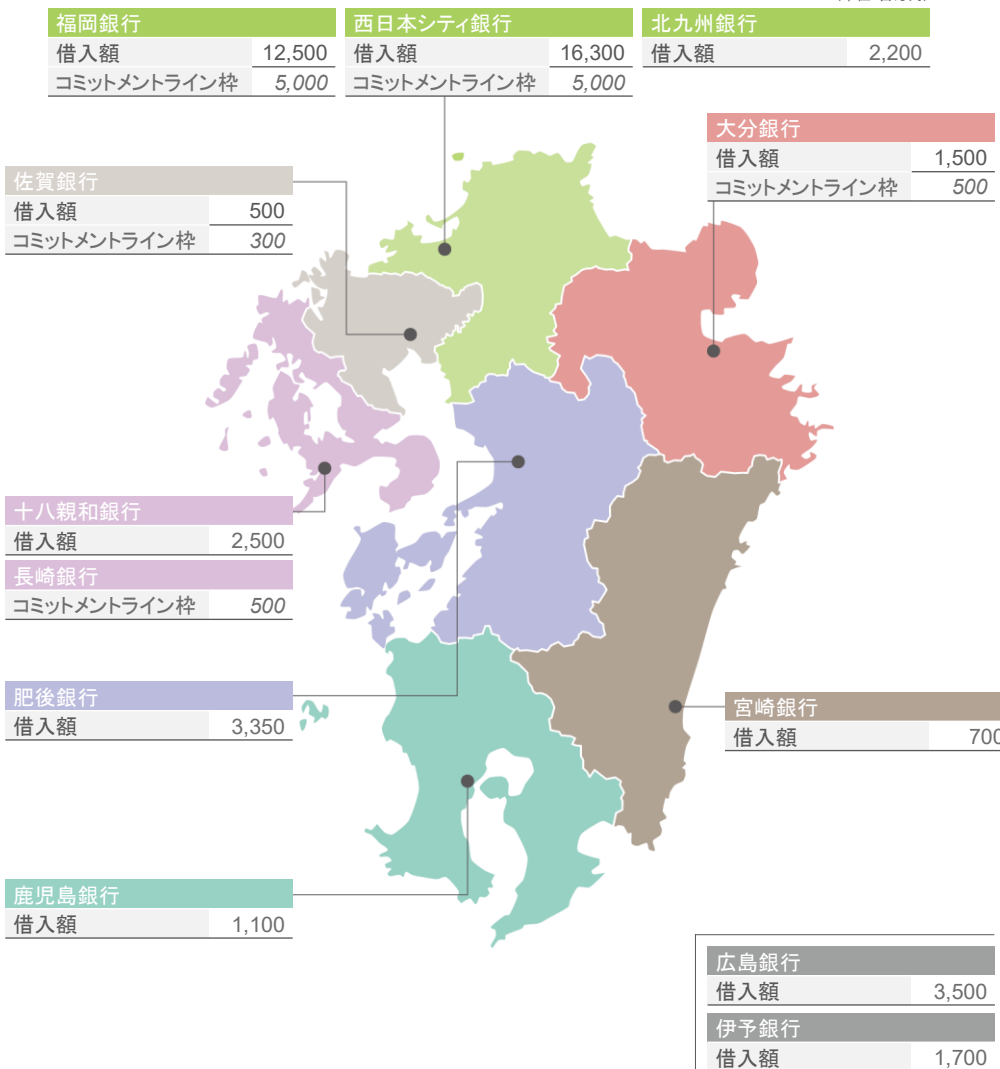 福岡銀行
借入額 12,500
コミットメントライン枠 5,000
西日本シティ銀行
借入額 16,300
コミットメントライン枠 5,000
北九州銀行
借入額 2,200
大分銀行
借入額 1,500
コミットメントライン枠 500
佐賀銀行
借入額 500
コミットメントライン枠 300
十八親和銀行
借入額 2,500
長崎銀行
コミットメントライン枠 500
肥後銀行
借入額 3,350
宮崎銀行
借入額 700
鹿児島銀行
借入額 1,100
広島銀行
借入額 3,500
伊予銀行
借入額 1,700